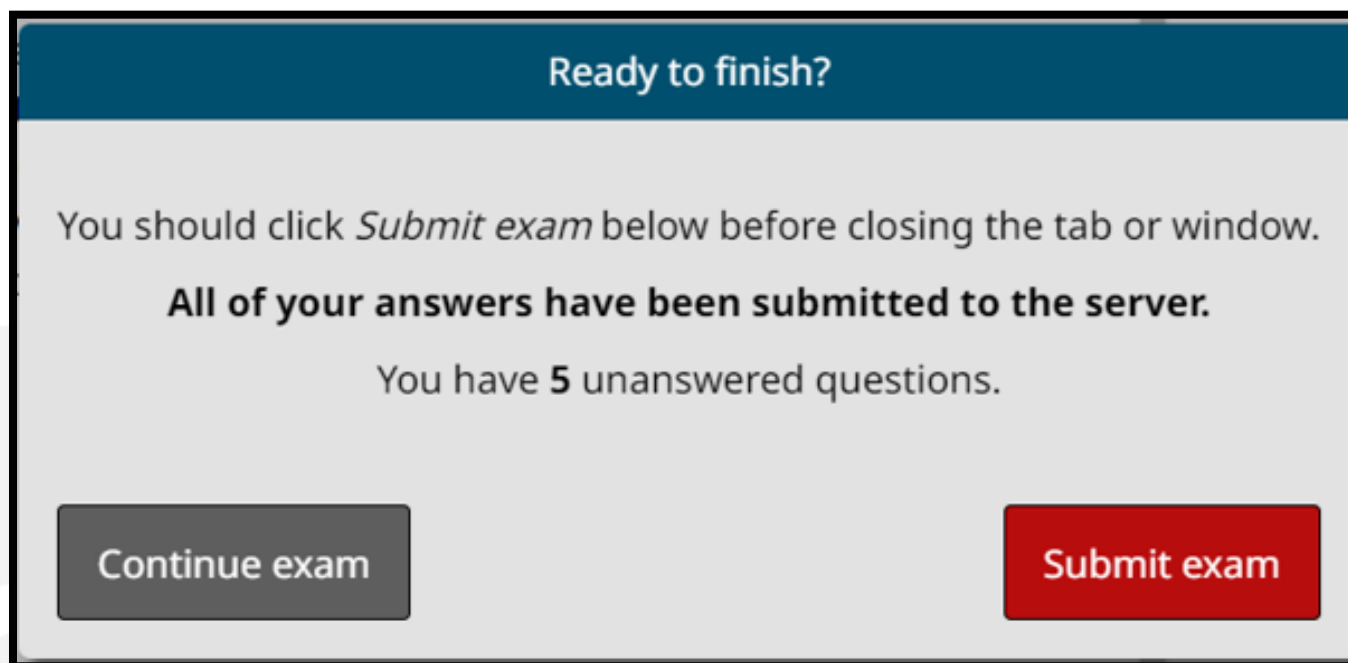 Ready to finish?
You should click Submit exam below before closing the tab or window.
All of your answers have been submitted to the server.
You have 5 unanswered questions.
Continue exam
Submit exam